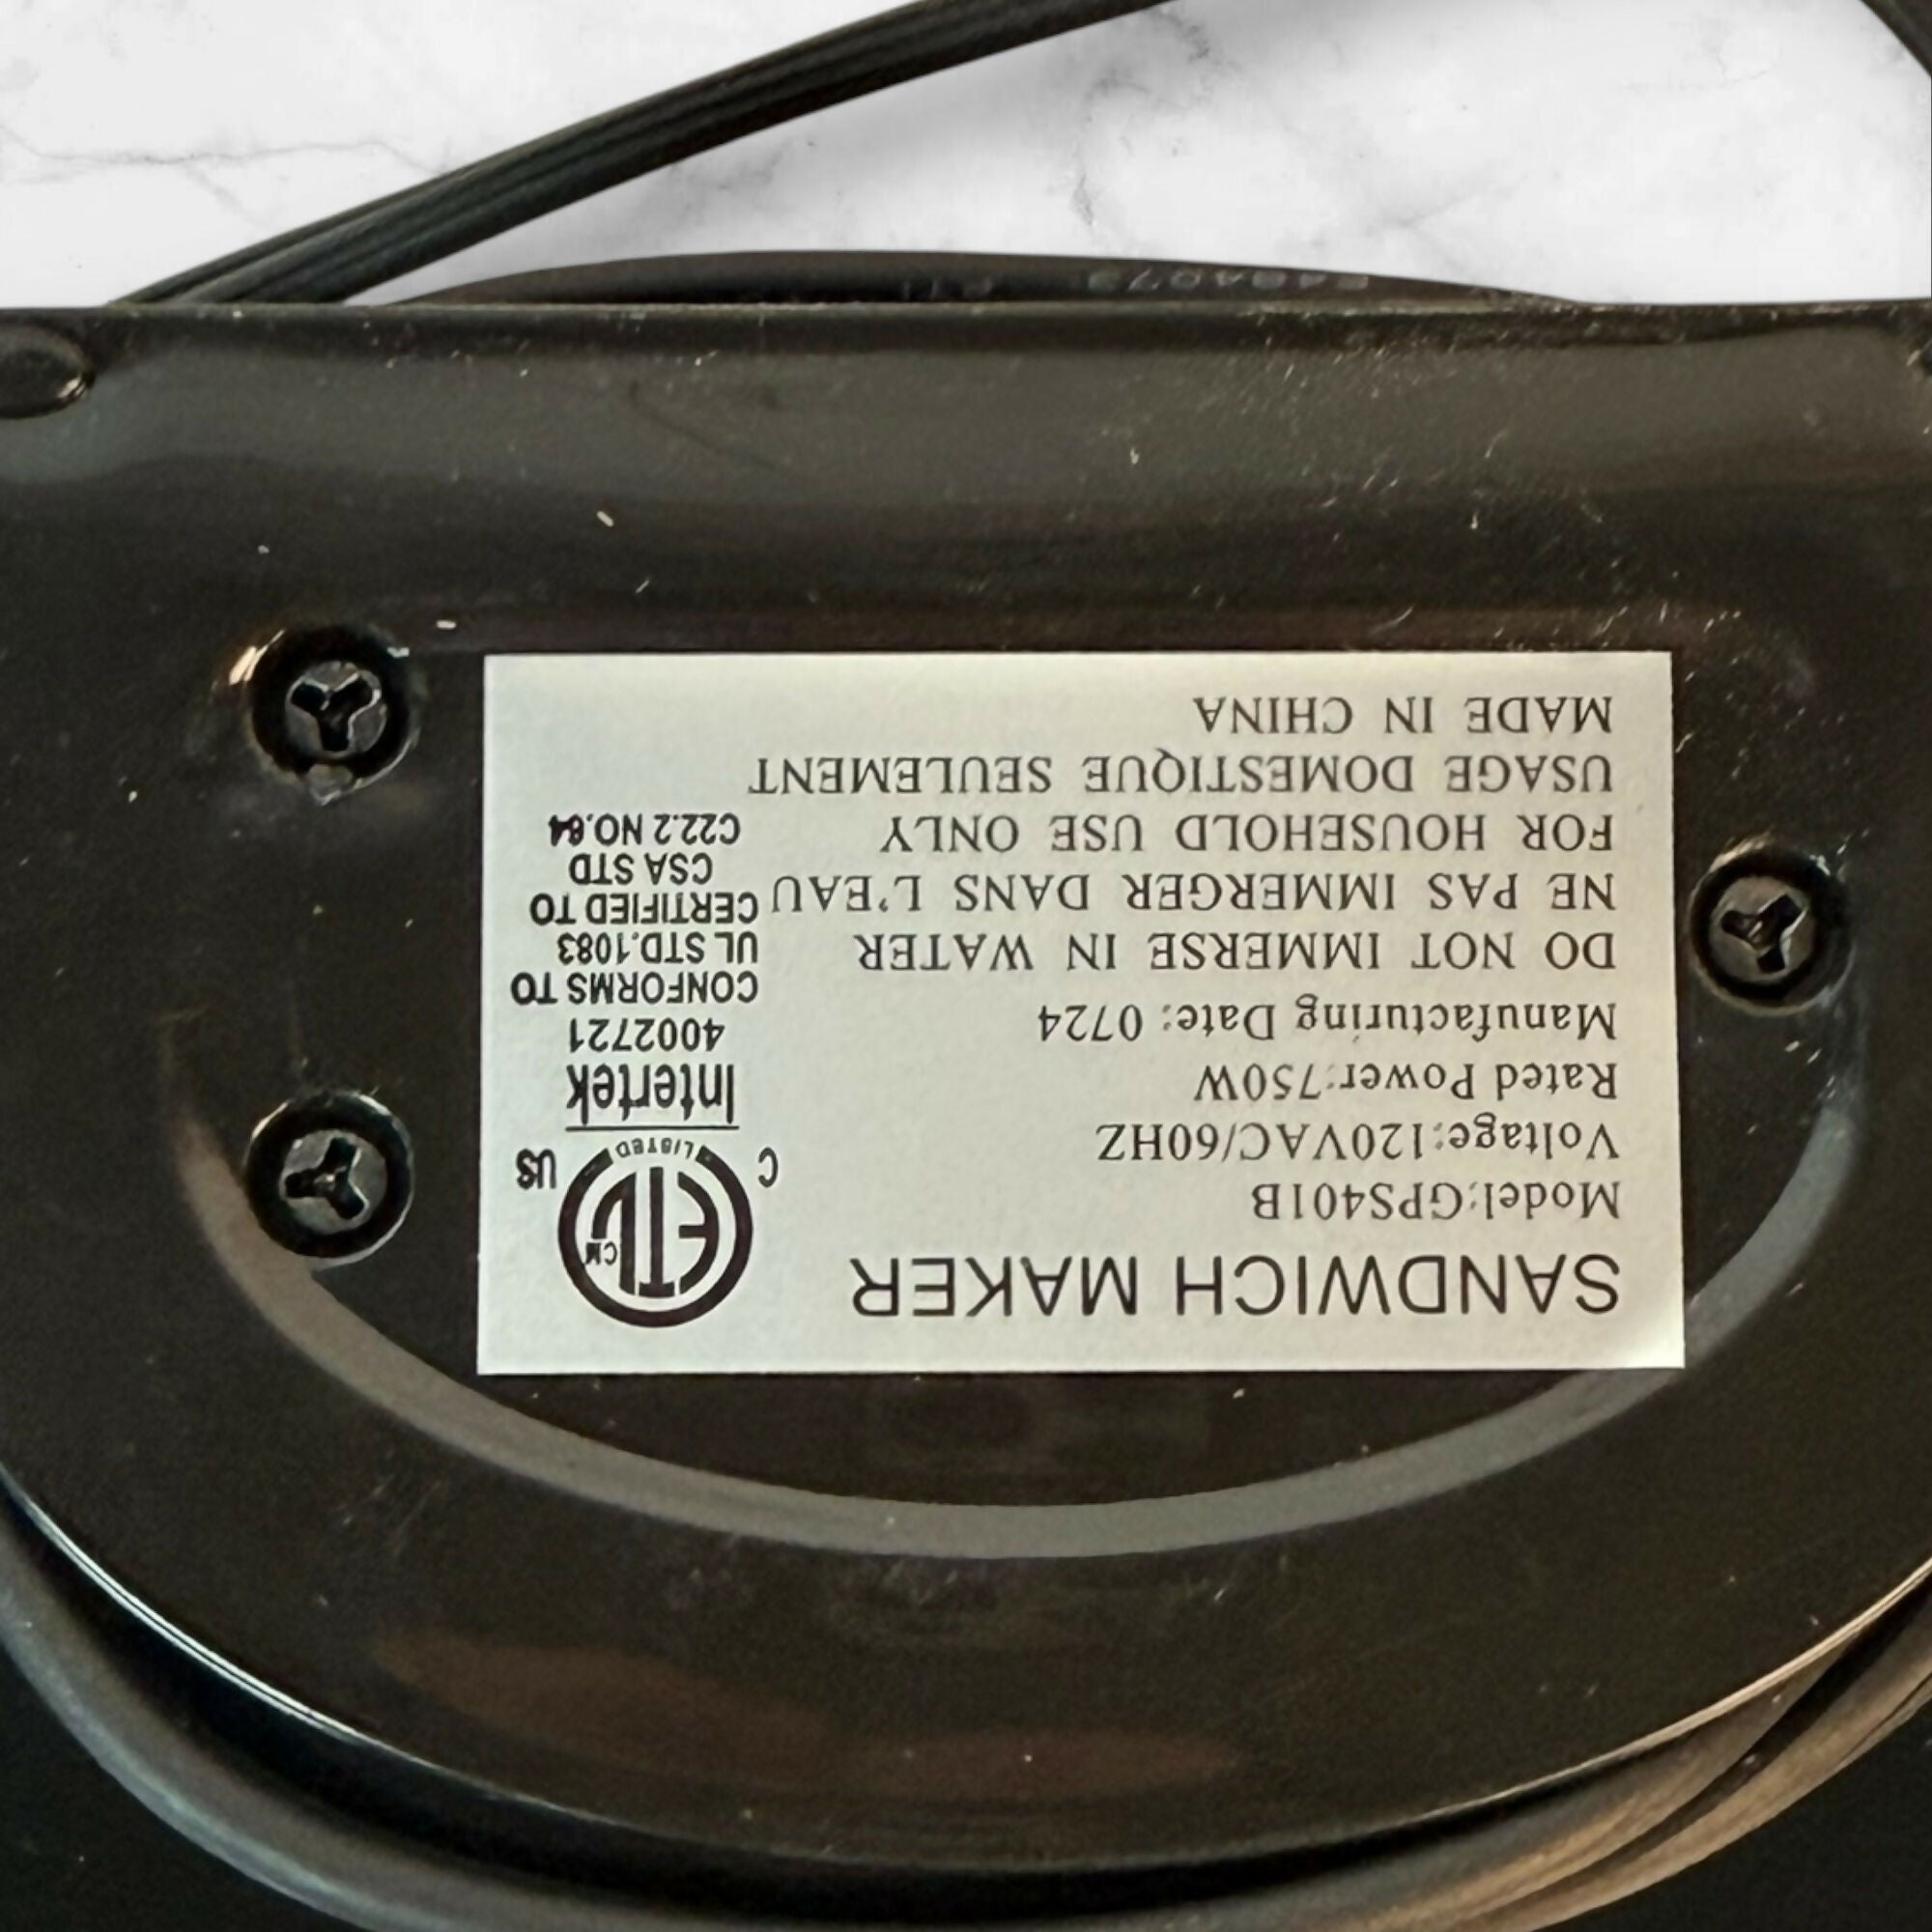 SANDWICH MAKER
Model:GPS401B
Voltage:120VAC/60HZ
Rated Power:750W
Manufacturing Date: 0724
DO NOT IMMERSE IN WATER
NE PAS IMMERGER DANS L'EAU
FOR HOUSEHOLD USE ONLY
USAGE DOMESTIQUE SEULEMENT
MADE IN CHINA
ETL CM
C US
LISTED
Intertek
4002721
CONFORMS TO
UL STD.1083
CERTIFIED TO
CSA STD
C22.2 NO.64